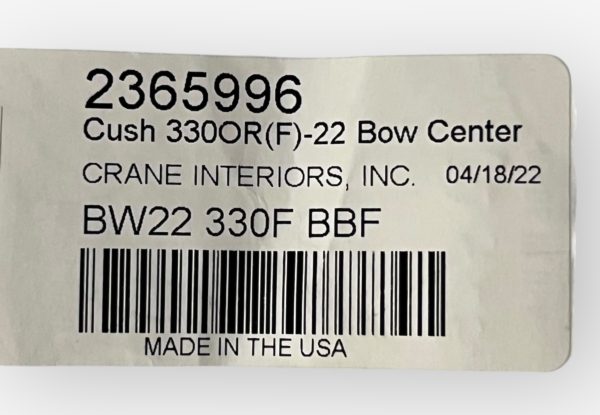 2365996
Cush 330OR(F)-22 Bow Center
CRANE INTERIORS, INC. 04/18/22
BW22 330F BBF
MADE IN THE USA